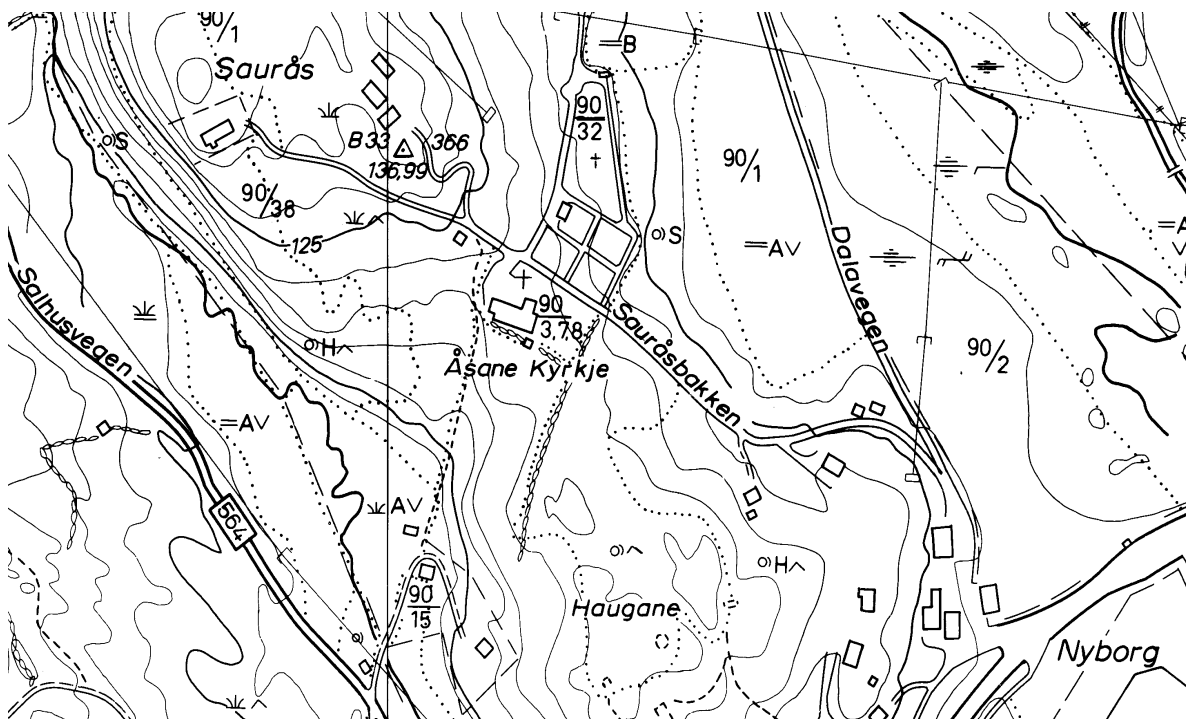 90/1
Saurås
=B
90
32
S
B33
366
136,99
90/1
90/38
125
S
=AV
=A
Salhusvegen
Dalavegen
90
3,78
Sauråsbakken
H
Åsane Kyrkje
90/2
=AV
AV
564
H
90
15
Haugane
Nyborg
=AV